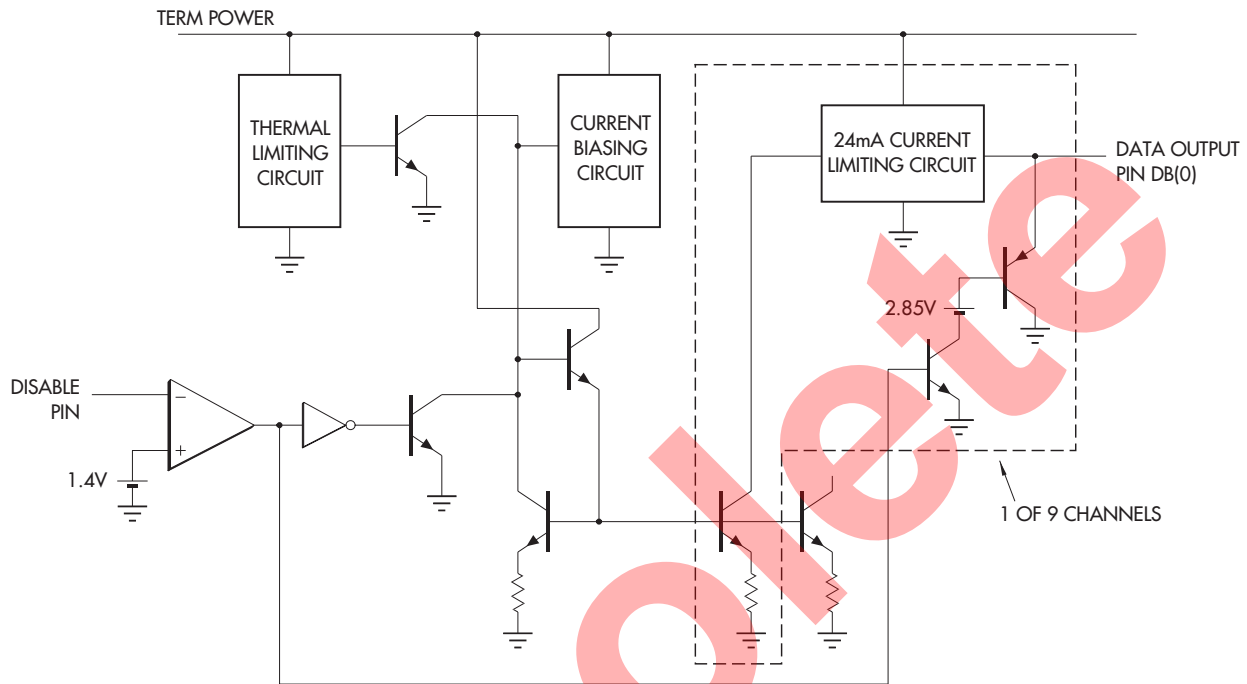 TERM POWER
THERMAL
LIMITING
CIRCUIT
CURRENT
BIASING
CIRCUIT
24mA CURRENT
LIMITING CIRCUIT
DATA OUTPUT
PIN DB(0)
2.85V
DISABLE
PIN
−
+
1.4V
1 OF 9 CHANNELS
olete